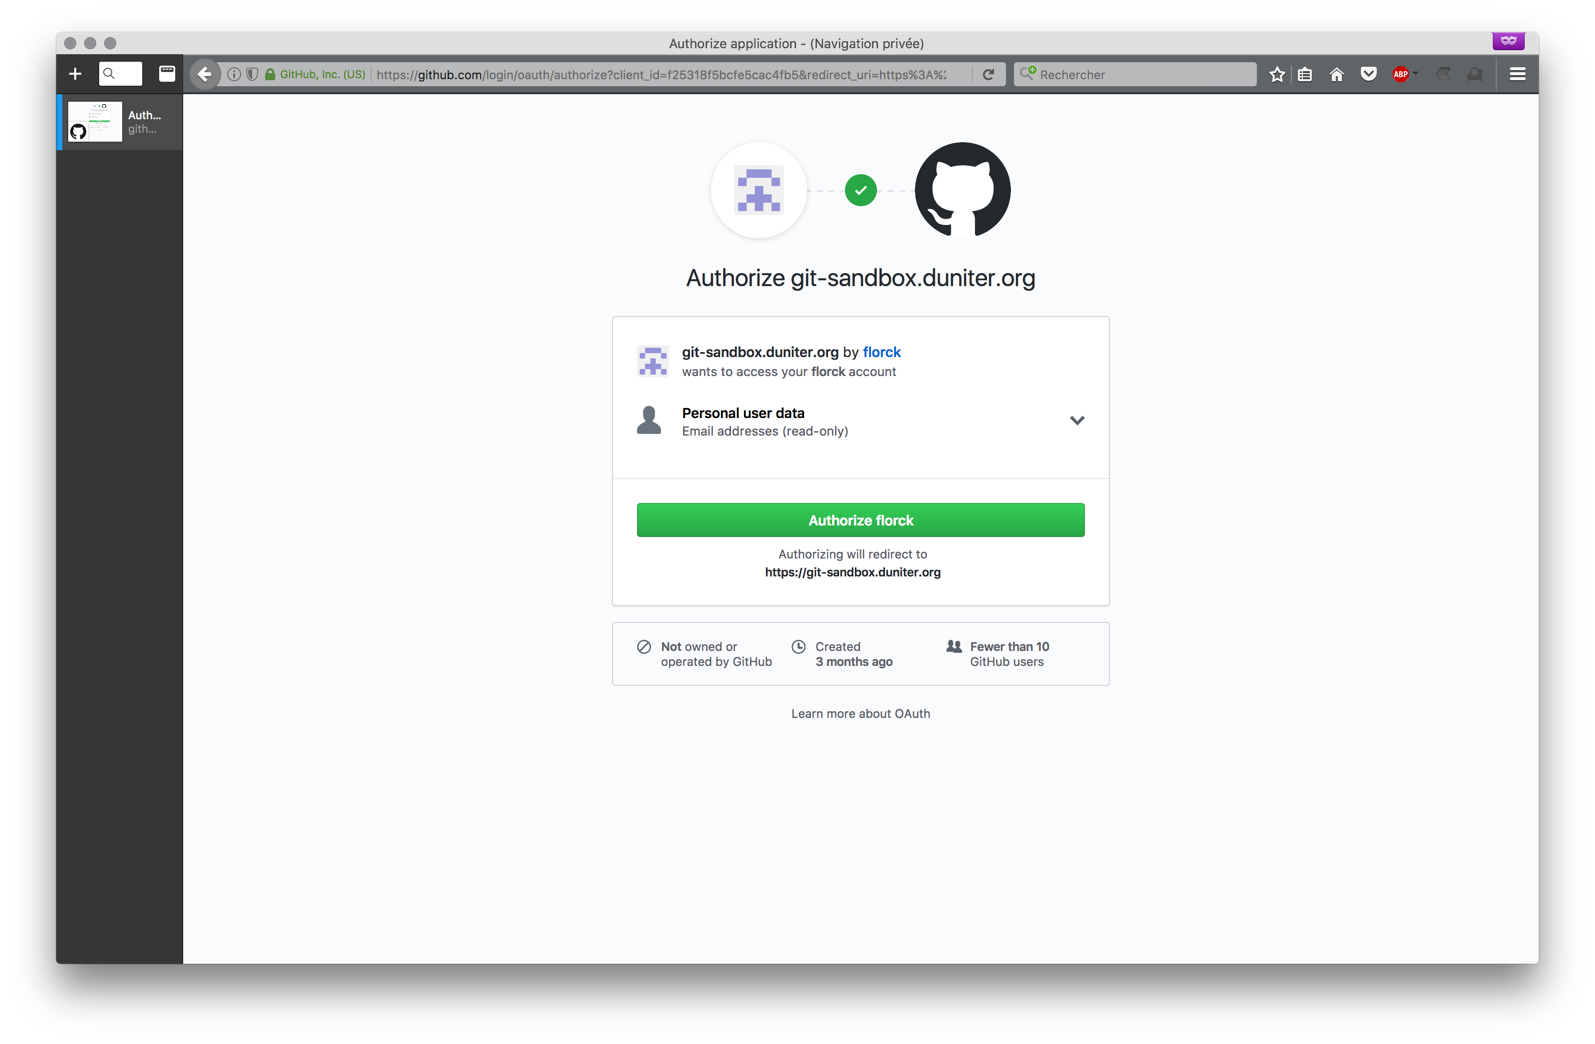 Authorize application - (Navigation privée)
GitHub, Inc. (US)
https://github.com/login/oauth/authorize?client_id=f25318f5bcfe5cac4fb5&redirect_uri=https%3A%2
Rechercher
ABP
Auth...
gith...
Authorize git-sandbox.duniter.org
git-sandbox.duniter.org by florck
wants to access your florck account
Personal user data
Email addresses (read-only)
Authorize florck
Authorizing will redirect to
https://git-sandbox.duniter.org
Not owned or
operated by GitHub
Created
3 months ago
Fewer than 10
GitHub users
Learn more about OAuth